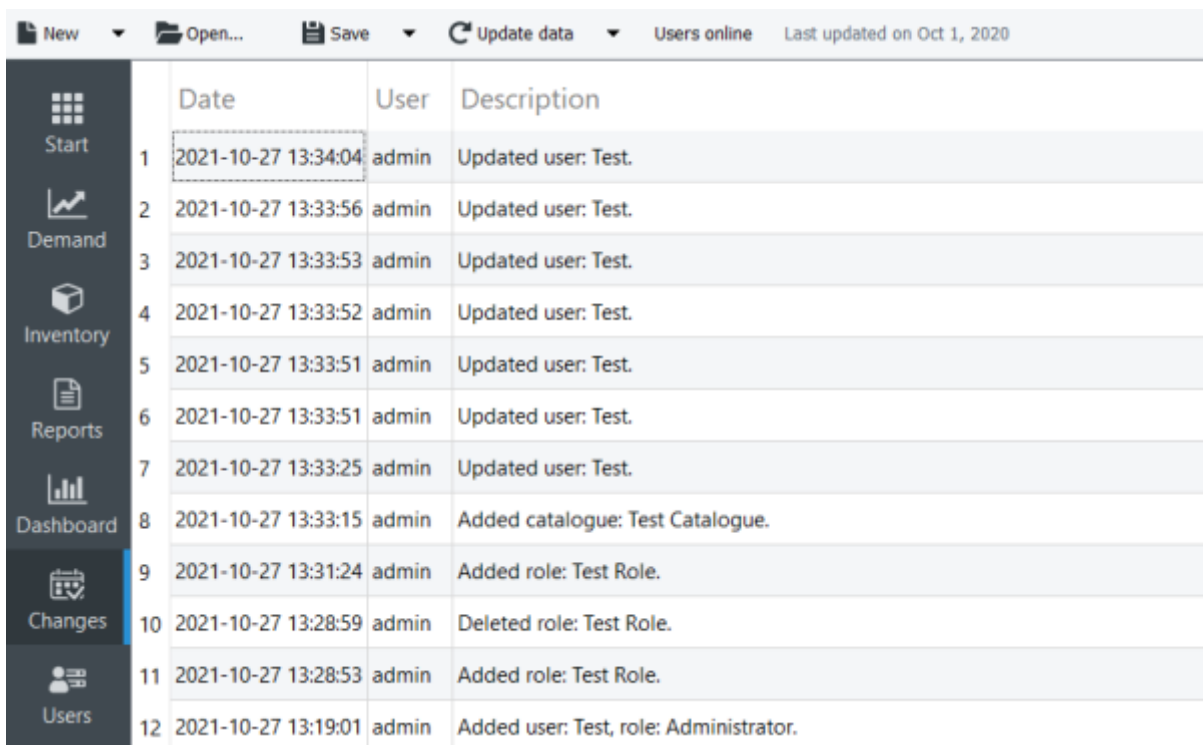 New Open... Save Update data Users online Last updated on Oct 1, 2020
Start
Demand
Inventory
Reports
Dashboard
Changes
Users
Date User Description
1 2021-10-27 13:34:04 admin Updated user: Test.
2 2021-10-27 13:33:56 admin Updated user: Test.
3 2021-10-27 13:33:53 admin Updated user: Test.
4 2021-10-27 13:33:52 admin Updated user: Test.
5 2021-10-27 13:33:51 admin Updated user: Test.
6 2021-10-27 13:33:51 admin Updated user: Test.
7 2021-10-27 13:33:25 admin Updated user: Test.
8 2021-10-27 13:33:15 admin Added catalogue: Test Catalogue.
9 2021-10-27 13:31:24 admin Added role: Test Role.
10 2021-10-27 13:28:59 admin Deleted role: Test Role.
11 2021-10-27 13:28:53 admin Added role: Test Role.
12 2021-10-27 13:19:01 admin Added user: Test, role: Administrator.